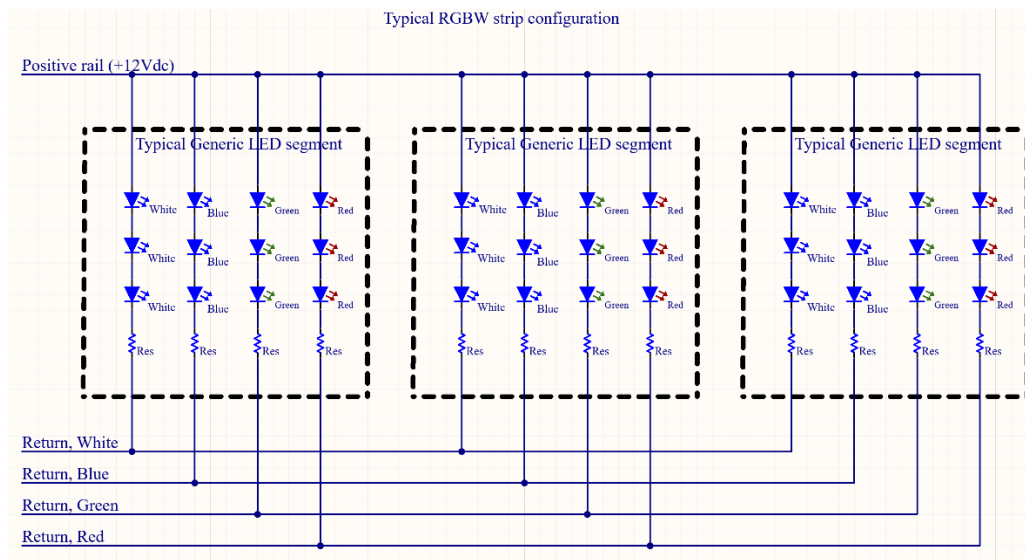 Typical RGBW strip configuration
Positive rail (+12Vdc)
Typical Generic LED segment Typical Generic LED segment Typical Generic LED segment
White Blue Green Red White Blue Green Red White Blue Green Red
White Blue Green Red White Blue Green Red White Blue Green Red
White Blue Green Red White Blue Green Red White Blue Green Red
Res Res Res Res Res Res Res Res Res Res Res Res
Return, White
Return, Blue
Return, Green
Return, Red